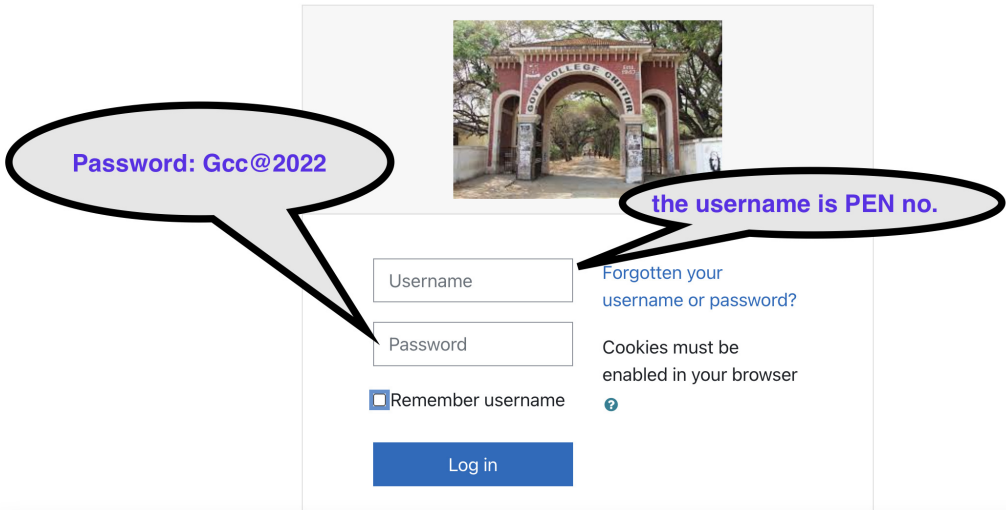 GOVT COLLEGE CHITTUR
Password: Gcc@2022
the username is PEN no.
Username
Forgotten your
username or password?
Password
Cookies must be
enabled in your browser
Remember username
Log in